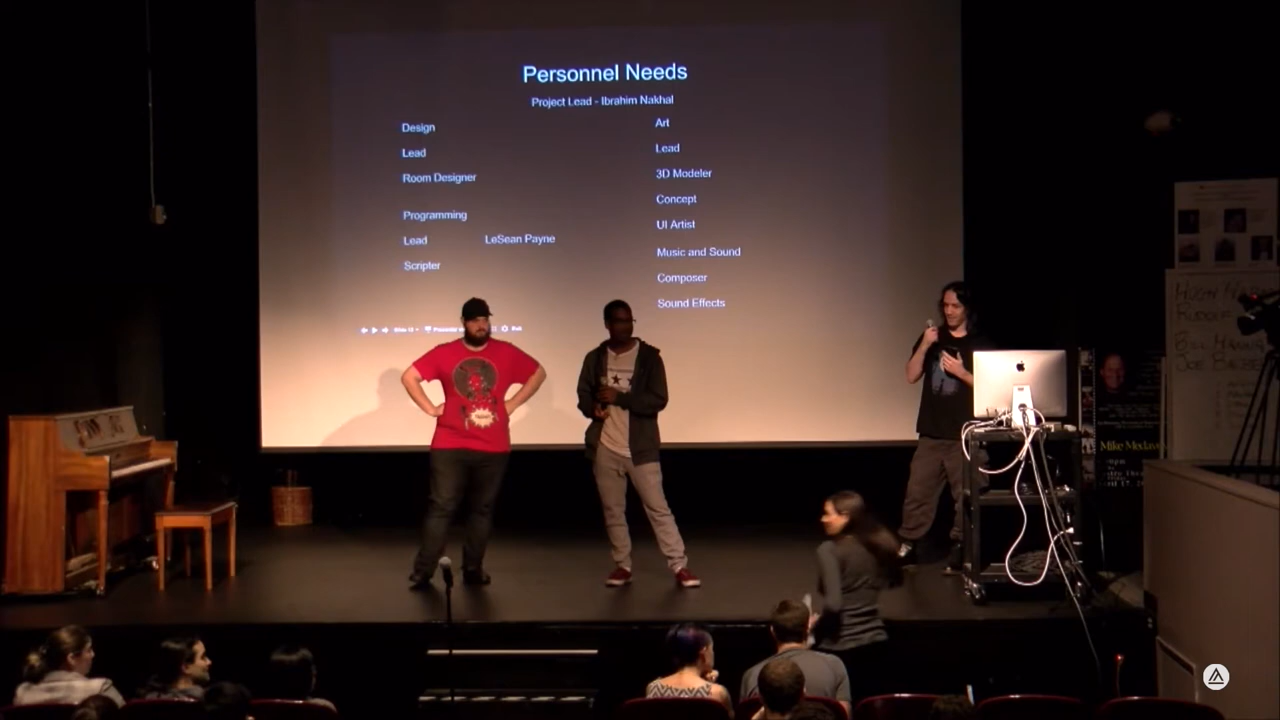 Personnel Needs
Project Lead - Ibrahim Nakhal
Design
Lead
Room Designer
Programming
Lead LeSean Payne
Scripter
Art
Lead
3D Modeler
Concept
UI Artist
Music and Sound
Composer
Sound Effects
Mike Medavo